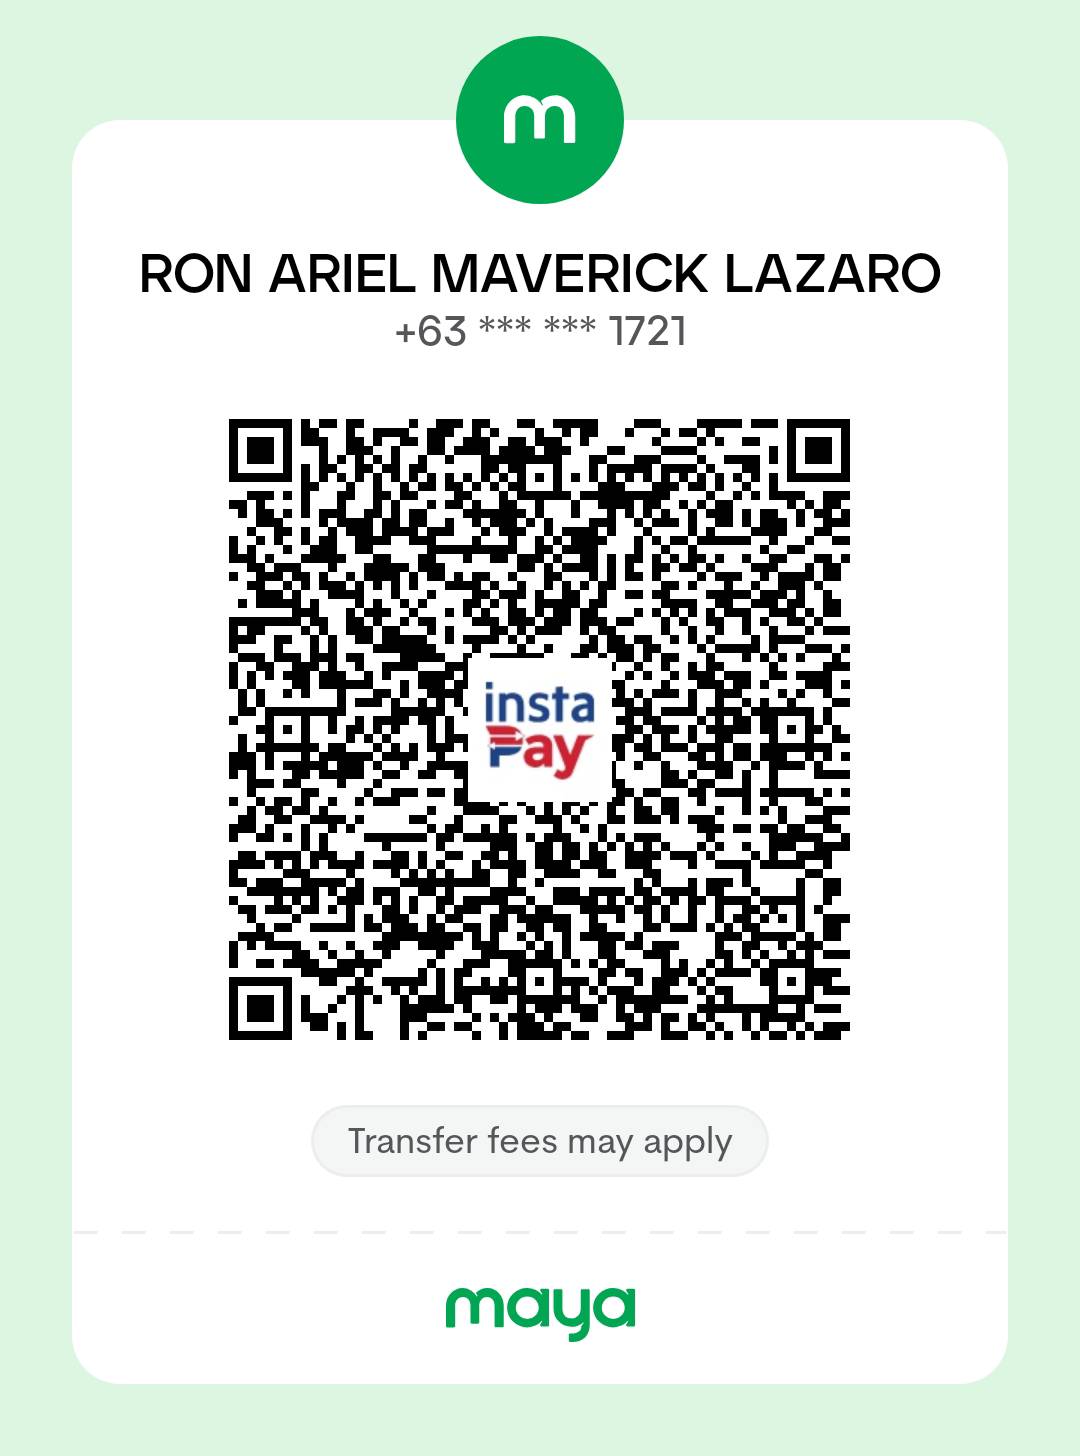 m
RON ARIEL MAVERICK LAZARO
+63 *** *** 1721
insta
Pay
Transfer fees may apply
maya